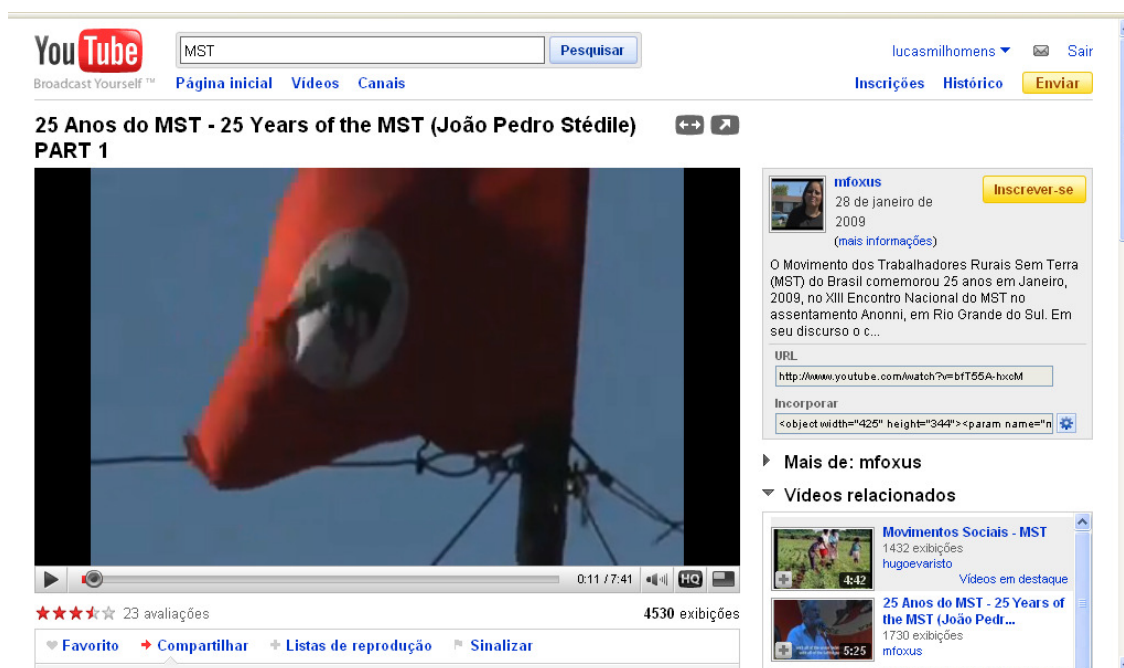 You Tube
Broadcast Yourself ™
MST
Pesquisar
lucasmilhomens
Sair
Página inicial Vídeos Canais
Inscrições Histórico Enviar
25 Anos do MST - 25 Years of the MST (João Pedro Stédile)
PART 1
mfoxus
28 de janeiro de
2009
(mais informações)
Inscrever-se
O Movimento dos Trabalhadores Rurais Sem Terra
(MST) do Brasil comemorou 25 anos em Janeiro,
2009, no XIII Encontro Nacional do MST no
assentamento Anonni, em Rio Grande do Sul. Em
seu discurso o c...
URL
http://www.youtube.com/watch?v=bfT55A-hxcM
Incorporar
<object width="425" height="344"><param name="n
Mais de: mfoxus
Vídeos relacionados
Movimentos Sociais - MST
1432 exibições
hugoevaristo
Vídeos em destaque
4:42
25 Anos do MST - 25 Years of
the MST (João Pedr...
1730 exibições
mfoxus
5:25
0:11 / 7:41
HQ
23 avaliações
4530 exibições
Favorito Compartilhar Listas de reprodução Sinalizar